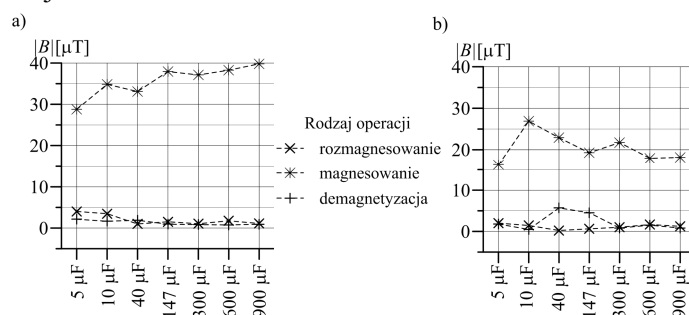 a)
|B|[μT]
40
30
20
10
0
5 μF
10 μF
40 μF
147 μF
300 μF
600 μF
900 μF
Rodzaj operacji
rozmagnesowanie
magnesowanie
demagnetyzacja
b)
|B|[μT]
40
30
20
10
0
5 μF
10 μF
40 μF
147 μF
300 μF
600 μF
900 μF